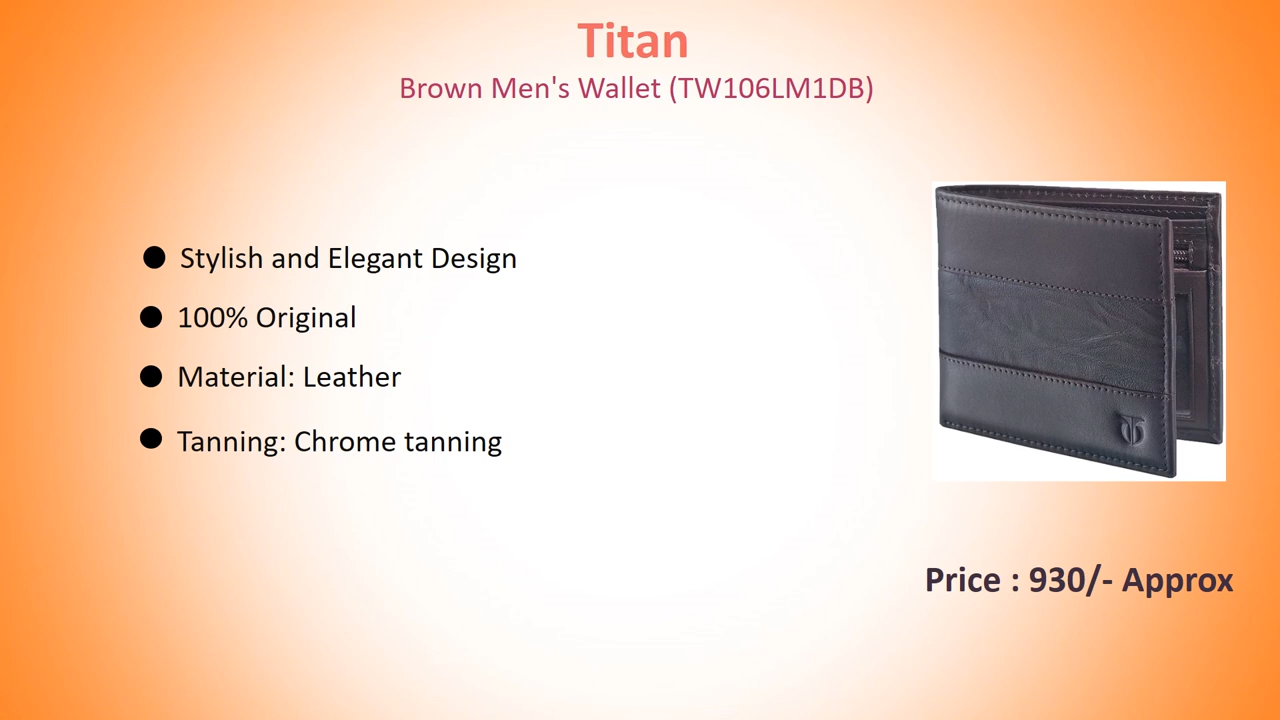 Titan
Brown Men's Wallet (TW106LM1DB)
Stylish and Elegant Design
100% Original
Material: Leather
Tanning: Chrome tanning
Price : 930/- Approx